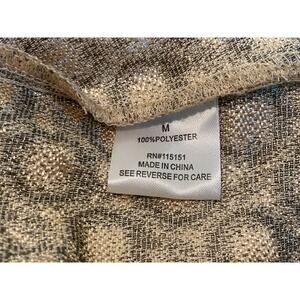 M
100%POLYESTER
RN#115151
MADE IN CHINA
SEE REVERSE FOR CARE